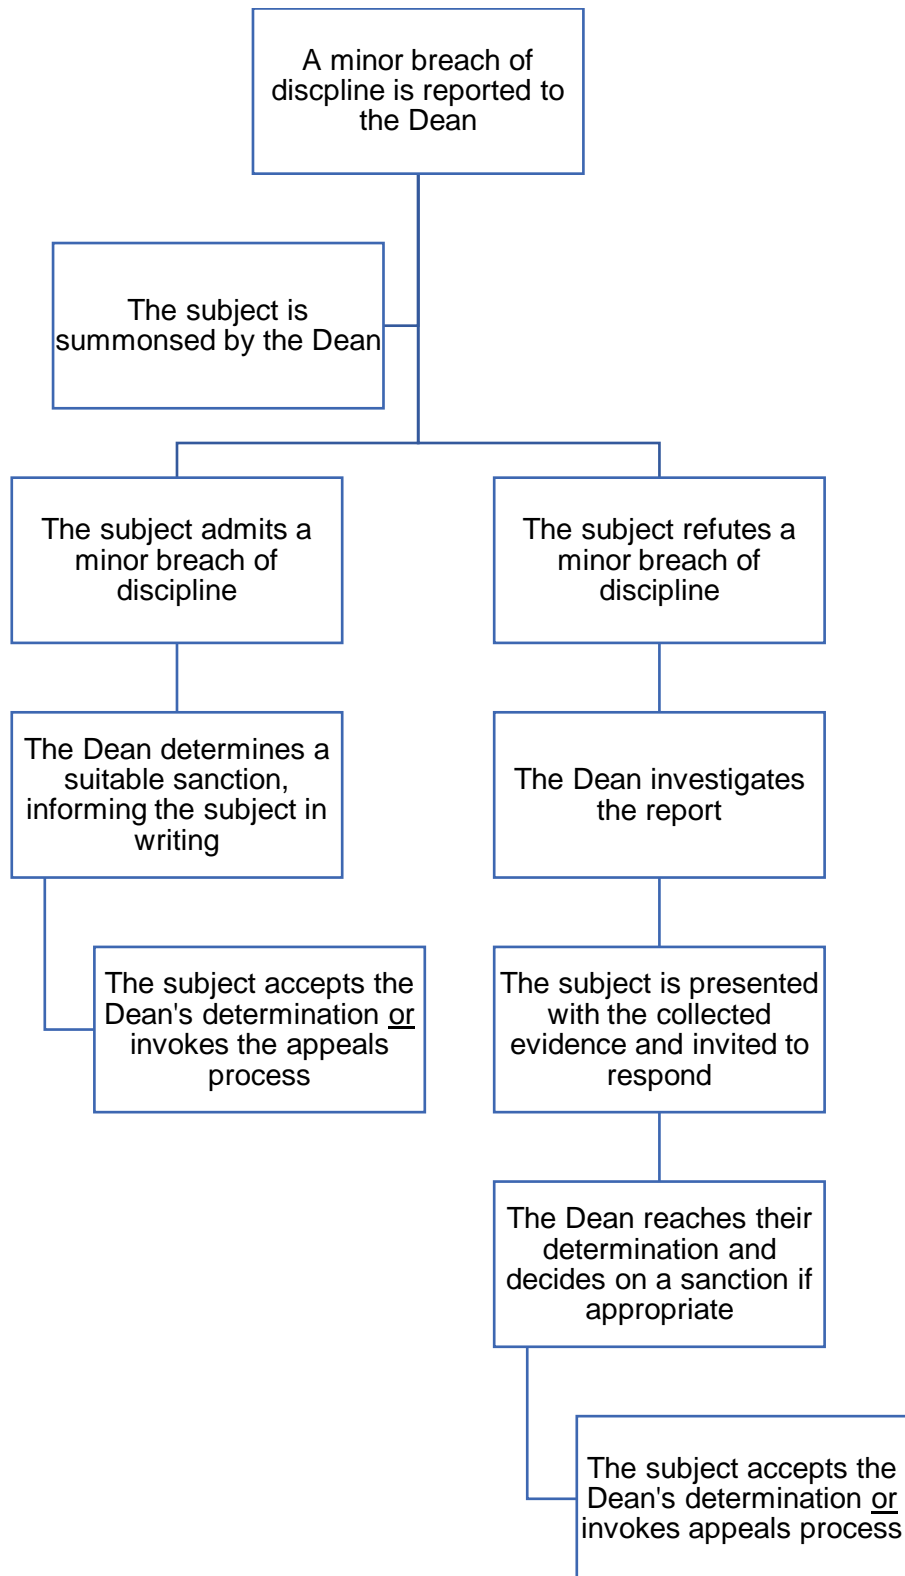 A minor breach of
discpline is reported to
the Dean
The subject is
summonsed by the Dean
The subject admits a
minor breach of
discipline
The subject refutes a
minor breach of
discipline
The Dean determines a
suitable sanction,
informing the subject in
writing
The Dean investigates
the report
The subject accepts the
Dean's determination or
invokes the appeals
process
The subject is presented
with the collected
evidence and invited to
respond
The Dean reaches their
determination and
decides on a sanction if
appropriate
The subject accepts the
Dean's determination or
invokes appeals process